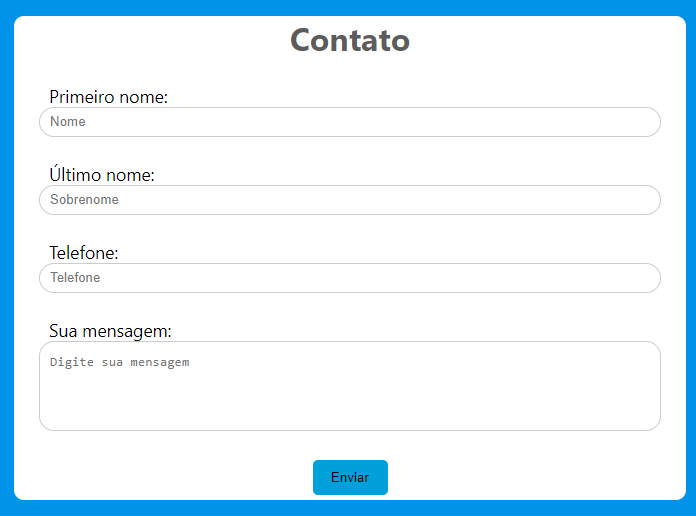 Contato
Primeiro nome:
Nome
Último nome:
Sobrenome
Telefone:
Telefone
Sua mensagem:
Digite sua mensagem
Enviar